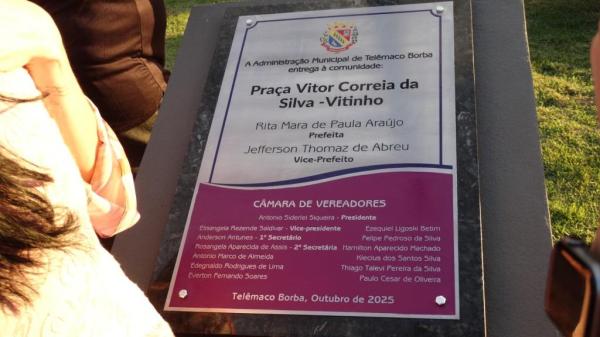 A Administração Municipal de Telêmaco Borba
entrega à comunidade:
Praça Vitor Correia da
Silva -Vitinho
Rita Mara de Paula Araújo
Prefeita
Jefferson Thomaz de Abreu
Vice-Prefeito
CÂMARA DE VEREADORES
Antonio Siderlei Siqueira - Presidente
Elisangela Rezende Saldivar - Vice-presidente
Anderson Antunes - 1º Secretário
Rosangela Aparecida de Assis - 2ª Secretária
Antonio Marco de Almeida
Edegnaldo Rodrigues de Lima
Everton Fernando Soares
Ezequiel Ligoski Betim
Felipe Pedroso da Silva
Hamilton Aparecido Machado
Klecius dos Santos Silva
Thiago Talevi Pereira da Silva
Paulo Cesar de Oliveira
Telêmaco Borba, Outubro de 2025